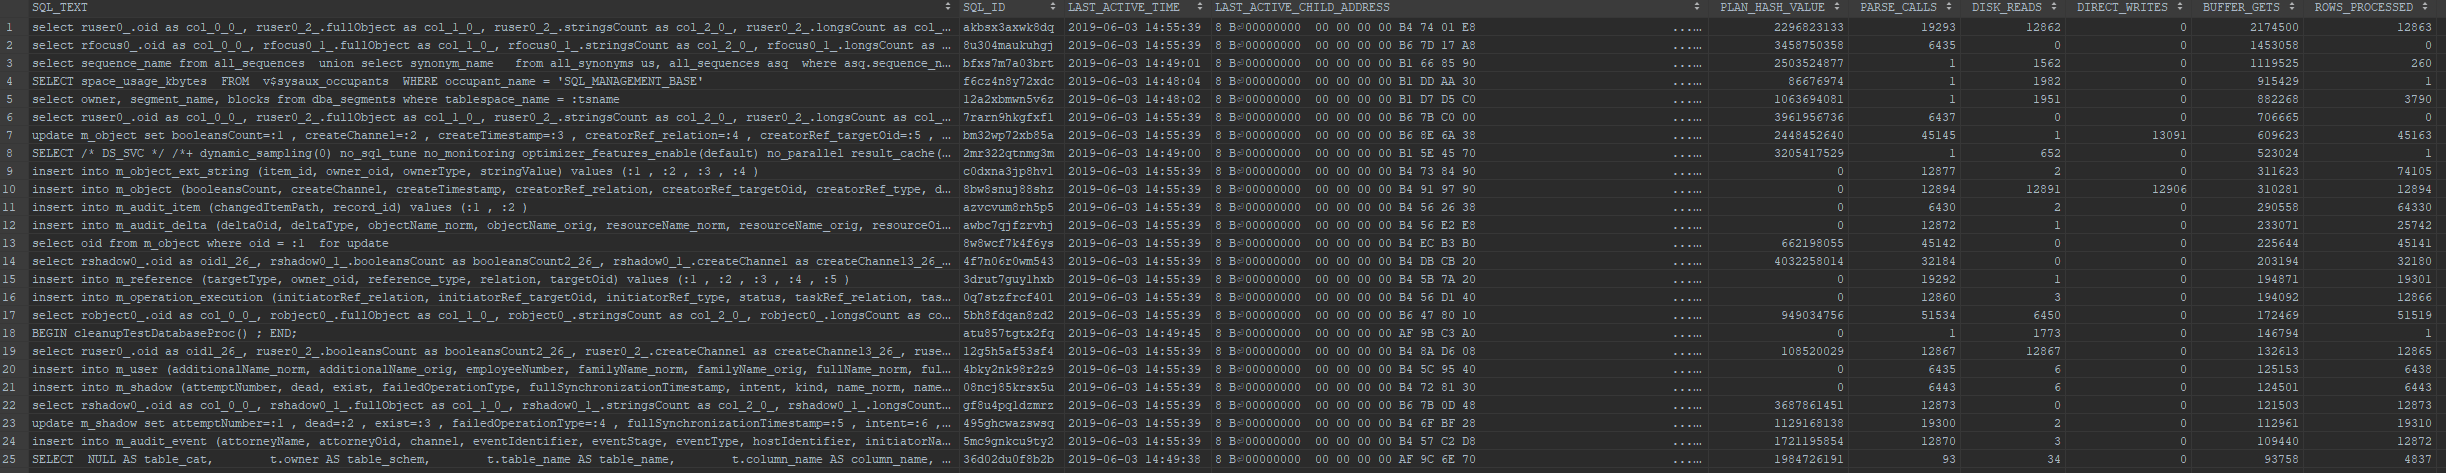 SQL_TEXT SQL_ID LAST_ACTIVE_TIME LAST_ACTIVE_CHILD_ADDRESS PLAN_HASH_VALUE PARSE_CALLS DISK_READS DIRECT_WRITES BUFFER_GETS ROWS_PROCESSED
1 select ruser0_.oid as col_0_0_, ruser0_2_.fullObject as col_1_0_, ruser0_2_.stringsCount as col_2_0_, ruser0_2_.longsCount as col_… akbsx3axwk8dq 2019-06-03 14:55:39 8 B⏎00000000 00 00 00 00 B4 74 01 E8 ...… 2296823133 19293 12862 0 2174500 12863
2 select rfocus0_.oid as col_0_0_, rfocus0_1_.fullObject as col_1_0_, rfocus0_1_.stringsCount as col_2_0_, rfocus0_1_.longsCount as … 8u304maukuhgj 2019-06-03 14:55:39 8 B⏎00000000 00 00 00 00 B6 7D 17 A8 ...… 3458750358 6435 0 0 1453058 0
3 select sequence_name from all_sequences union select synonym_name from all_synonyms us, all_sequences asq where asq.sequence_n… bfxs7m7a03brt 2019-06-03 14:49:01 8 B⏎00000000 00 00 00 00 B1 66 85 90 ...… 2503524877 1 1562 0 1119525 260
4 SELECT space_usage_kbytes FROM v$sysaux_occupants WHERE occupant_name = 'SQL_MANAGEMENT_BASE' f6cz4n8y72xdc 2019-06-03 14:48:04 8 B⏎00000000 00 00 00 00 B1 DD AA 30 ...… 86676974 1 1982 0 915429 1
5 select owner, segment_name, blocks from dba_segments where tablespace_name = :tsname 12a2xbmwn5v6z 2019-06-03 14:48:02 8 B⏎00000000 00 00 00 00 B1 D7 D5 C0 ...… 1063694081 1 1951 0 882268 3790
6 select ruser0_.oid as col_0_0_, ruser0_2_.fullObject as col_1_0_, ruser0_2_.stringsCount as col_2_0_, ruser0_2_.longsCount as col_… 7rarn9hkgfxf1 2019-06-03 14:55:39 8 B⏎00000000 00 00 00 00 B6 7B C0 00 ...… 3961956736 6437 0 0 706665 0
7 update m_object set booleansCount=:1 , createChannel=:2 , createTimestamp=:3 , creatorRef_relation=:4 , creatorRef_targetOid=:5 , … bm32wp72xb85a 2019-06-03 14:55:39 8 B⏎00000000 00 00 00 00 B6 8E 6A 38 ...… 2448452640 45145 1 13091 609623 45163
8 SELECT /* DS_SVC */ /*+ dynamic_sampling(0) no_sql_tune no_monitoring optimizer_features_enable(default) no_parallel result_cache(… 2mr322qtnmg3m 2019-06-03 14:49:00 8 B⏎00000000 00 00 00 00 B1 5E 45 70 ...… 3205417529 1 652 0 523024 1
9 insert into m_object_ext_string (item_id, owner_oid, ownerType, stringValue) values (:1 , :2 , :3 , :4 ) c0dxna3jp8hv1 2019-06-03 14:55:39 8 B⏎00000000 00 00 00 00 B4 73 84 90 ...… 0 12877 2 0 311623 74105
10 insert into m_object (booleansCount, createChannel, createTimestamp, creatorRef_relation, creatorRef_targetOid, creatorRef_type, d… 8bw8snuj88shz 2019-06-03 14:55:39 8 B⏎00000000 00 00 00 00 B4 91 97 90 ...… 0 12894 12891 12906 310281 12894
11 insert into m_audit_item (changedItemPath, record_id) values (:1 , :2 ) azvcvum8rh5p5 2019-06-03 14:55:39 8 B⏎00000000 00 00 00 00 B4 56 26 38 ...… 0 6430 2 0 290558 64330
12 insert into m_audit_delta (deltaOid, deltaType, objectName_norm, objectName_orig, resourceName_norm, resourceName_orig, resourceOi… awbc7qjfzrvhj 2019-06-03 14:55:39 8 B⏎00000000 00 00 00 00 B4 56 E2 E8 ...… 0 12872 1 0 233071 25742
13 select oid from m_object where oid = :1 for update 8w8wcf7k4f6ys 2019-06-03 14:55:39 8 B⏎00000000 00 00 00 00 B4 EC B3 B0 ...… 662198055 45142 0 0 225644 45141
14 select rshadow0_.oid as oid1_26_, rshadow0_1_.booleansCount as booleansCount2_26_, rshadow0_1_.createChannel as createChannel3_26_… 4f7n06r0wm543 2019-06-03 14:55:39 8 B⏎00000000 00 00 00 00 B4 DB CB 20 ...… 4032258014 32184 0 0 203194 32180
15 insert into m_reference (targetType, owner_oid, reference_type, relation, targetOid) values (:1 , :2 , :3 , :4 , :5 ) 3drut7guylhxb 2019-06-03 14:55:39 8 B⏎00000000 00 00 00 00 B4 5B 7A 20 ...… 0 19292 1 0 194871 19301
16 insert into m_operation_execution (initiatorRef_relation, initiatorRef_targetOid, initiatorRef_type, status, taskRef_relation, tas… 0q7stzfrcf401 2019-06-03 14:55:39 8 B⏎00000000 00 00 00 00 B4 56 D1 40 ...… 0 12860 3 0 194092 12866
17 select robject0_.oid as col_0_0_, robject0_.fullObject as col_1_0_, robject0_.stringsCount as col_2_0_, robject0_.longsCount as co… 5bh8fdqan8zd2 2019-06-03 14:55:39 8 B⏎00000000 00 00 00 00 B6 47 80 10 ...… 949034756 51534 6450 0 172469 51519
18 BEGIN cleanupTestDatabaseProc() ; END; atu857tgtx2fq 2019-06-03 14:49:45 8 B⏎00000000 00 00 00 00 AF 9B C3 A0 ...… 0 1 1773 0 146794 1
19 select ruser0_.oid as oid1_26_, ruser0_2_.booleansCount as booleansCount2_26_, ruser0_2_.createChannel as createChannel3_26_, ruse… 12g5h5af53sf4 2019-06-03 14:55:39 8 B⏎00000000 00 00 00 00 B4 8A D6 08 ...… 108520029 12867 12867 0 132613 12865
20 insert into m_user (additionalName_norm, additionalName_orig, employeeNumber, familyName_norm, familyName_orig, fullName_norm, ful… 4bky2nk98r2z9 2019-06-03 14:55:39 8 B⏎00000000 00 00 00 00 B4 5C 95 40 ...… 0 6435 6 0 125153 6438
21 insert into m_shadow (attemptNumber, dead, exist, failedOperationType, fullSynchronizationTimestamp, intent, kind, name_norm, name… 08ncj85krsx5u 2019-06-03 14:55:39 8 B⏎00000000 00 00 00 00 B4 72 81 30 ...… 0 6443 6 0 124501 6443
22 select rshadow0_.oid as col_0_0_, rshadow0_1_.fullObject as col_1_0_, rshadow0_1_.stringsCount as col_2_0_, rshadow0_1_.longsCount… gf8u4pqldzmrz 2019-06-03 14:55:39 8 B⏎00000000 00 00 00 00 B6 7B 0D 48 ...… 3687861451 12873 0 0 121503 12873
23 update m_shadow set attemptNumber=:1 , dead=:2 , exist=:3 , failedOperationType=:4 , fullSynchronizationTimestamp=:5 , intent=:6 ,… 495ghcwazswsq 2019-06-03 14:55:39 8 B⏎00000000 00 00 00 00 B4 6F BF 28 ...… 1129168138 19300 2 0 112961 19310
24 insert into m_audit_event (attorneyName, attorneyOid, channel, eventIdentifier, eventStage, eventType, hostIdentifier, initiatorNa… 5mc9gnkcu9ty2 2019-06-03 14:55:39 8 B⏎00000000 00 00 00 00 B4 57 C2 D8 ...… 1721195854 12870 3 0 109440 12872
25 SELECT NULL AS table_cat, t.owner AS table_schem, t.table_name AS table_name, t.column_name AS column_name, … 36d02du0f8b2b 2019-06-03 14:49:38 8 B⏎00000000 00 00 00 00 AF 9C 6E 70 ...… 1984726191 93 34 0 93758 4837